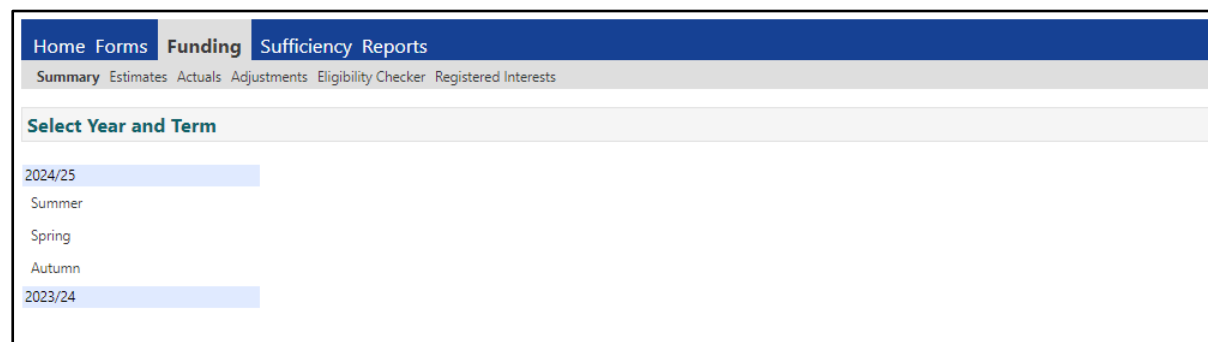 Home Forms Funding Sufficiency Reports
Summary Estimates Actuals Adjustments Eligibility Checker Registered Interests
Select Year and Term
2024/25
Summer
Spring
Autumn
2023/24